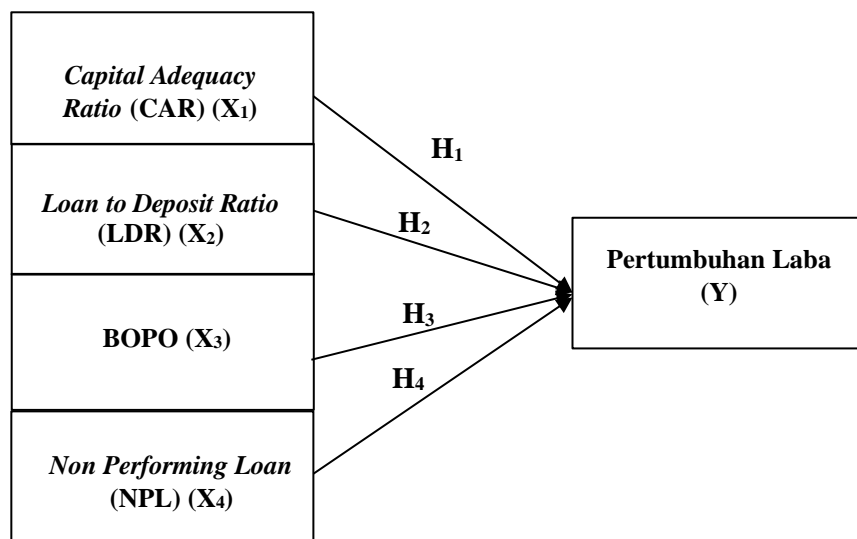 Capital Adequacy
Ratio (CAR) (X1)
H1
Loan to Deposit Ratio
(LDR) (X2)
H2
Pertumbuhan Laba
(Y)
BOPO (X3)
H3
H4
Non Performing Loan
(NPL) (X4)